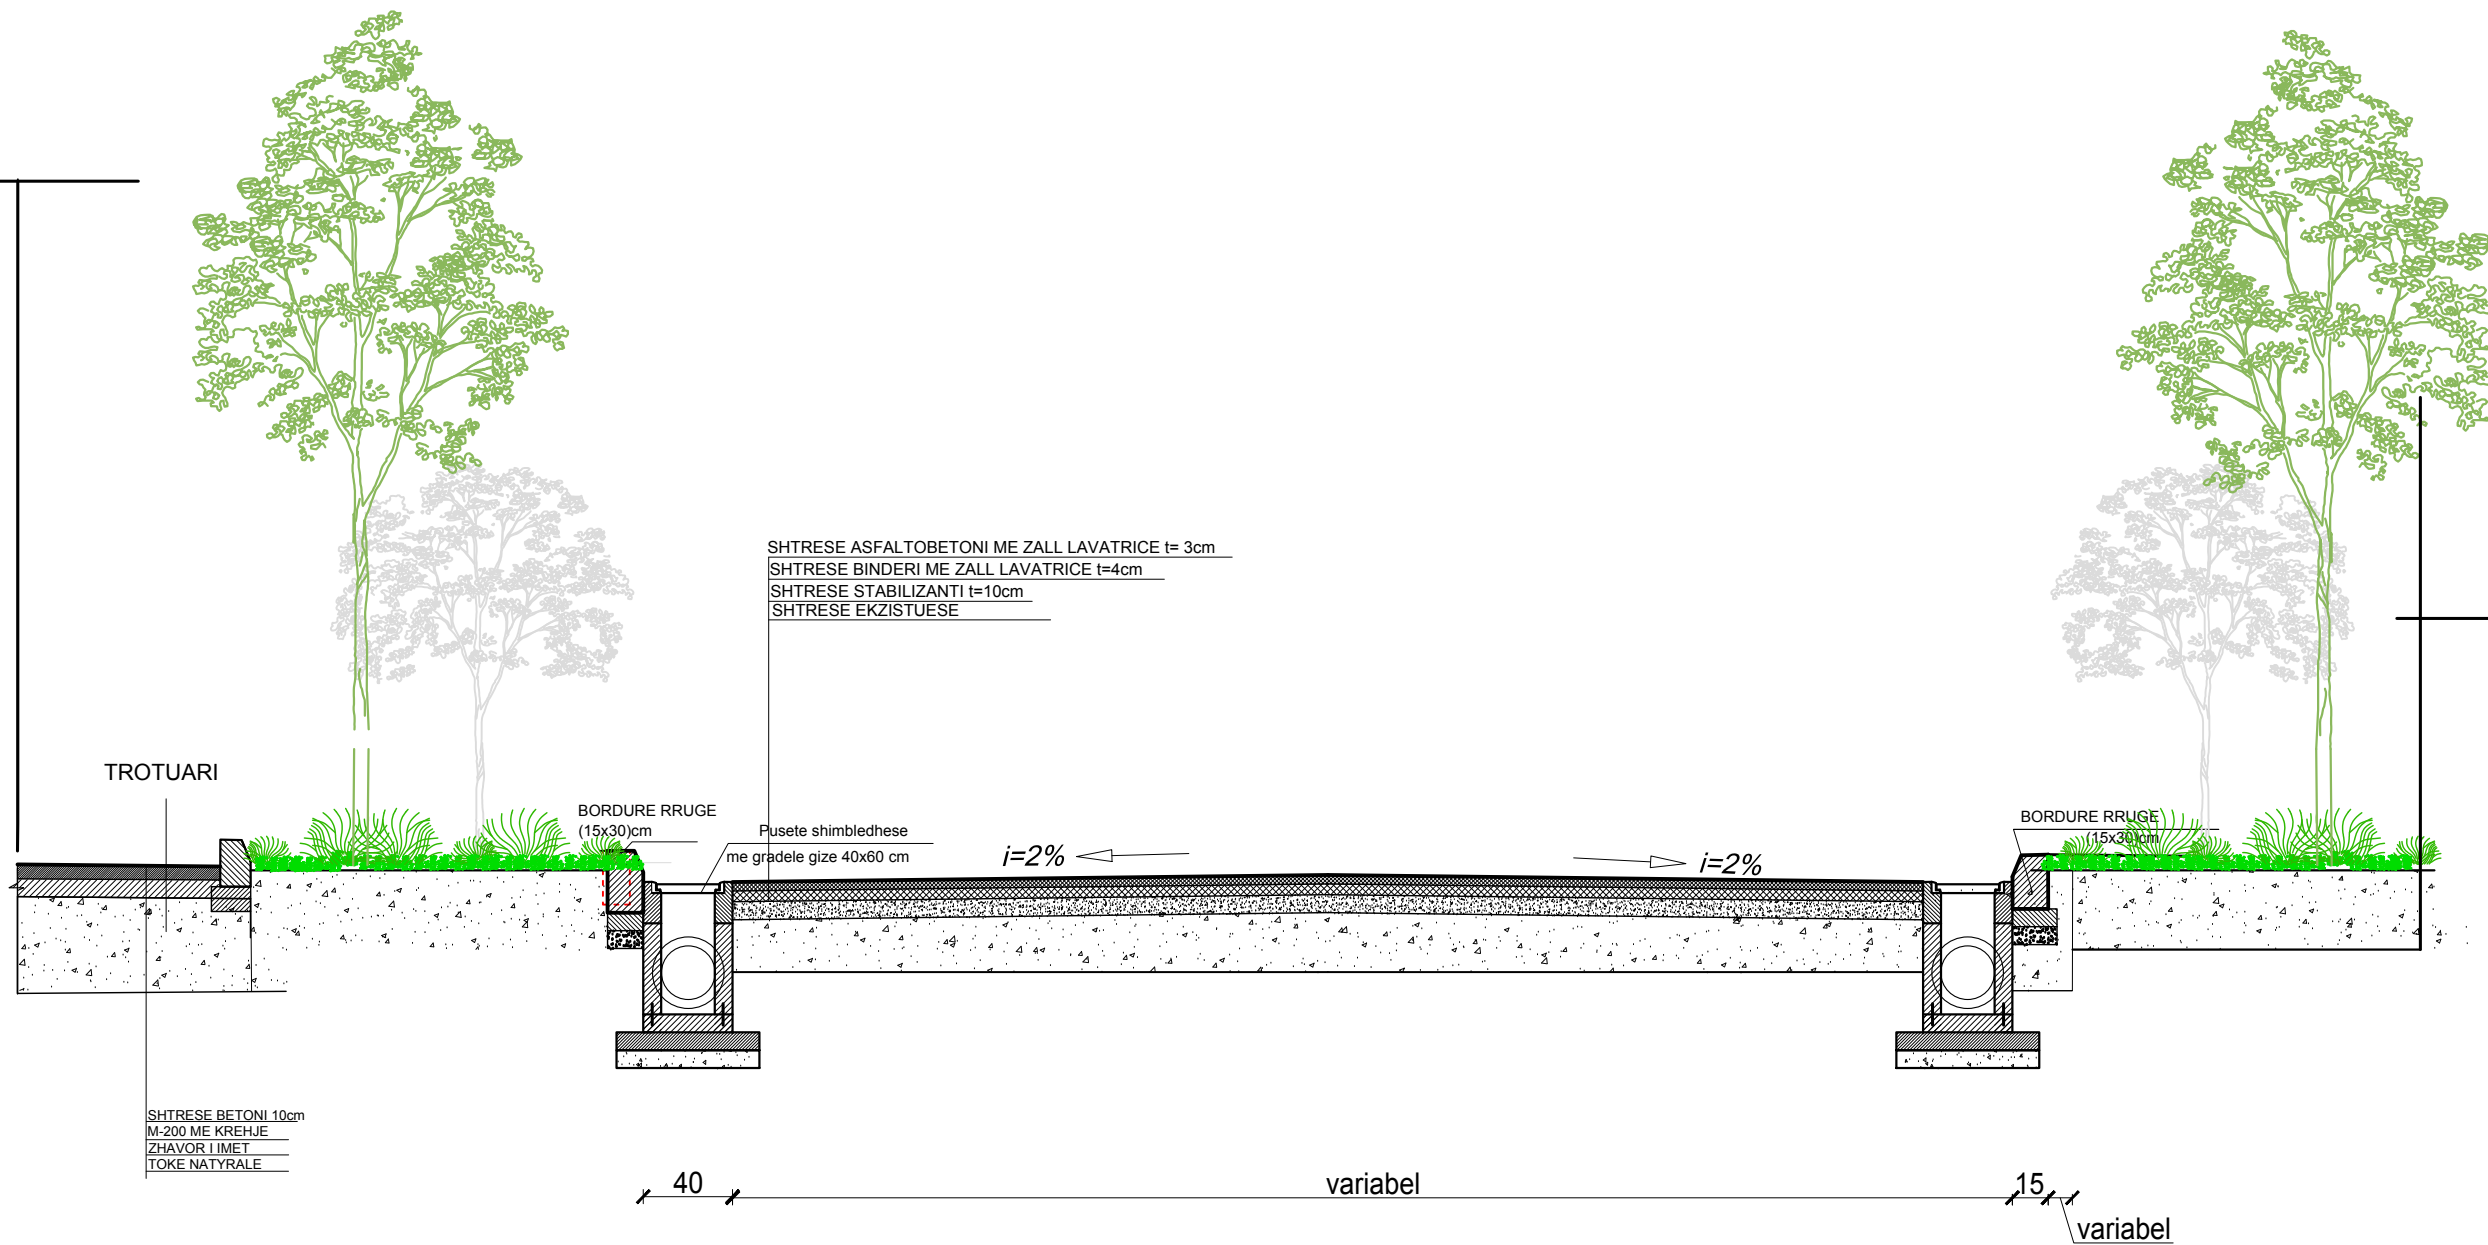 SHTRESE ASFALTOBETONI ME ZALL LAVATRICE t= 3cm
SHTRESE BINDERI ME ZALL LAVATRICE t=4cm
SHTRESE STABILIZANTI t=10cm
SHTRESE EKZISTUESE
TROTUARI
BORDURE RRUGE
(15x30)cm
Pusete shimbledhese
me gradele gize 40x60 cm
i=2%
i=2%
BORDURE RRUGE
(15x30)cm
SHTRESE BETONI 10cm
M-200 ME KREHJE
ZHAVOR I IMET
TOKE NATYRALE
40
variabel
15
variabel